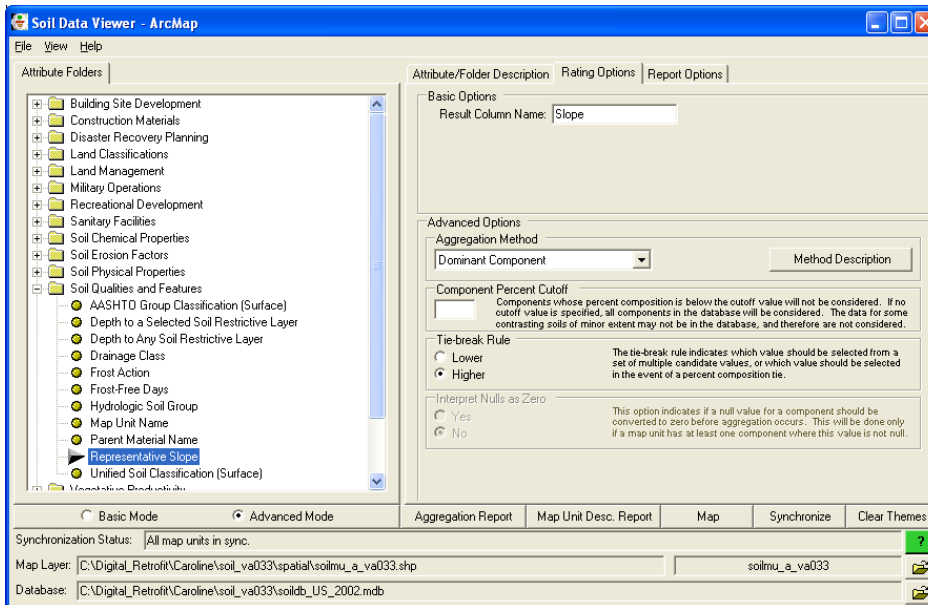 Soil Data Viewer - ArcMap
File View Help
Attribute Folders
Building Site Development
Construction Materials
Disaster Recovery Planning
Land Classifications
Land Management
Military Operations
Recreational Development
Sanitary Facilities
Soil Chemical Properties
Soil Erosion Factors
Soil Physical Properties
Soil Qualities and Features
AASHTO Group Classification (Surface)
Depth to a Selected Soil Restrictive Layer
Depth to Any Soil Restrictive Layer
Drainage Class
Frost Action
Frost-Free Days
Hydrologic Soil Group
Map Unit Name
Parent Material Name
Representative Slope
Unified Soil Classification (Surface)
Vegetative Productivity
Basic Mode Advanced Mode
Attribute/Folder Description Rating Options Report Options
Basic Options
Result Column Name: Slope
Advanced Options
Aggregation Method
Dominant Component Method Description
Component Percent Cutoff
Components whose percent composition is below the cutoff value will not be considered. If no
cutoff value is specified, all components in the database will be considered. The data for some
contrasting soils of minor extent may not be in the database, and therefore are not considered.
Tie-break Rule
Lower
Higher
The tie-break rule indicates which value should be selected from a
set of multiple candidate values, or which value should be selected
in the event of a percent composition tie.
Interpret Nulls as Zero
Yes
No
This option indicates if a null value for a component should be
converted to zero before aggregation occurs. This will be done only
if a map unit has at least one component where this value is not null.
Aggregation Report Map Unit Desc. Report Map Synchronize Clear Themes
Synchronization Status: All map units in sync. ?
Map Layer: C:\Digital_Retrofit\Caroline\soil_va033\spatial\soilmu_a_va033.shp soilmu_a_va033
Database: C:\Digital_Retrofit\Caroline\soil_va033\soildb_US_2002.mdb